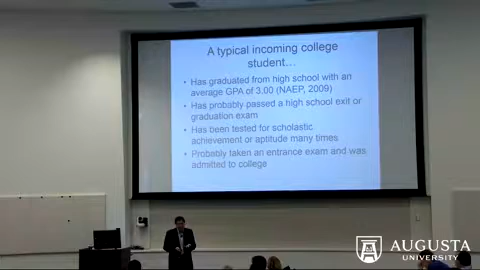 A typical incoming college
student…
• Has graduated from high school with an
average GPA of 3.00 (NAEP, 2009)
• Has probably passed a high school exit or
graduation exam
• Has been tested for scholastic
achievement or aptitude many times
• Probably taken an entrance exam and was
admitted to college
AUGUSTA
UNIVERSITY